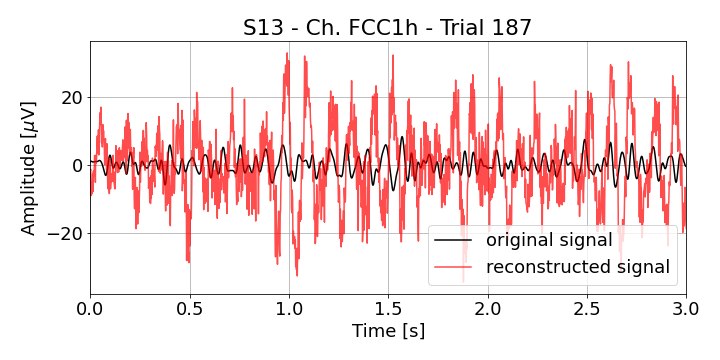 S13 - Ch. FCC1h - Trial 187
Amplitude [μV]
20
0
−20
original signal
reconstructed signal
0.0 0.5 1.0 1.5 2.0 2.5 3.0
Time [s]